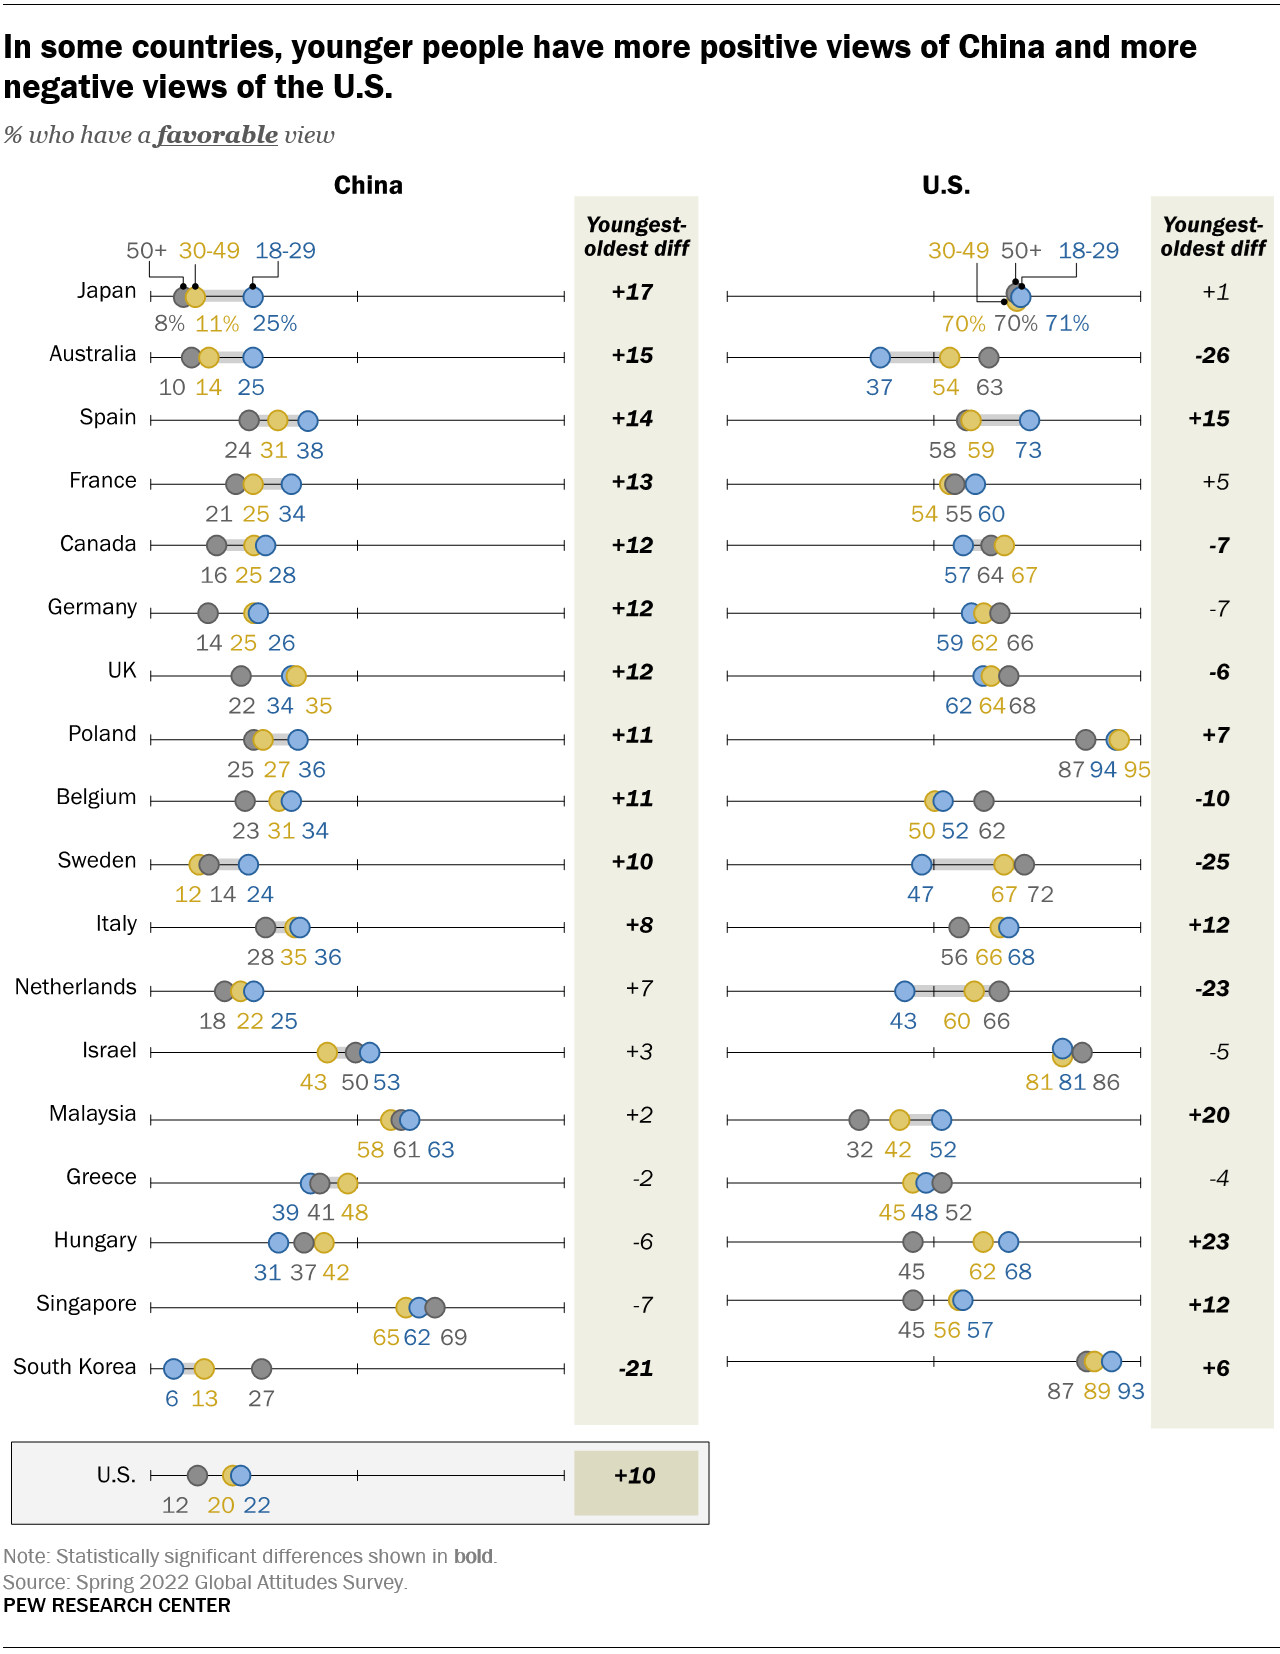 In some countries, younger people have more positive views of China and more
negative views of the U.S.
% who have a favorable view
China U.S.
Youngest-
oldest diff
Youngest-
oldest diff
50+ 30-49 18-29 30-49 50+ 18-29
Japan +17 +1
8% 11% 25% 70% 70% 71%
Australia +15 -26
10 14 25 37 54 63
Spain +14 +15
24 31 38 58 59 73
France +13 +5
21 25 34 54 55 60
Canada +12 -7
16 25 28 57 64 67
Germany +12 -7
14 25 26 59 62 66
UK +12 -6
22 34 35 62 64 68
Poland +11 +7
25 27 36 87 94 95
Belgium +11 -10
23 31 34 50 52 62
Sweden +10 -25
12 14 24 47 67 72
Italy +8 +12
28 35 36 56 66 68
Netherlands +7 -23
18 22 25 43 60 66
Israel +3 -5
43 50 53 81 81 86
Malaysia +2 +20
58 61 63 32 42 52
Greece -2 -4
39 41 48 45 48 52
Hungary -6 +23
31 37 42 45 62 68
Singapore -7 +12
65 62 69 45 56 57
South Korea -21 +6
6 13 27 87 89 93
U.S. +10
12 20 22
Note: Statistically significant differences shown in bold.
Source: Spring 2022 Global Attitudes Survey.
PEW RESEARCH CENTER